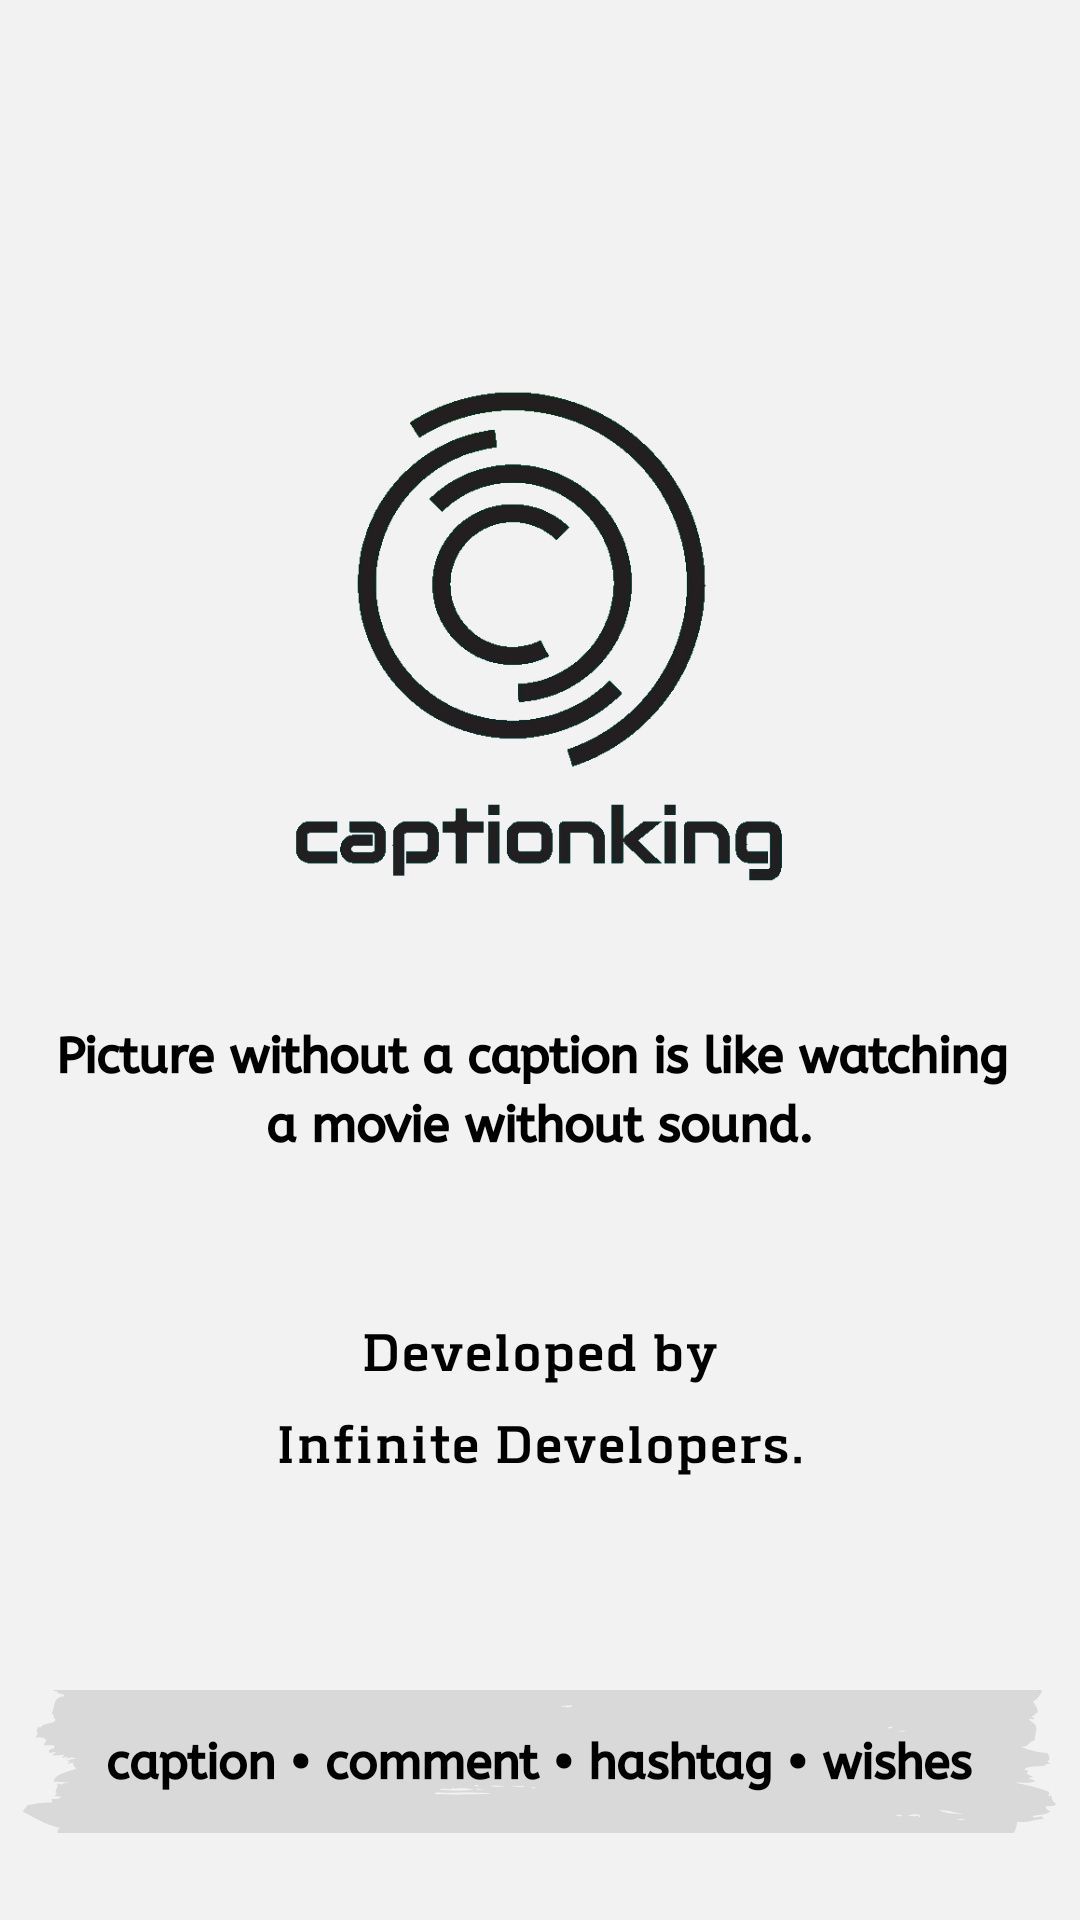 captionking
Picture without a caption is like watching
a movie without sound.
Developed by
Infinite Developers.
caption • comment • hashtag • wishes